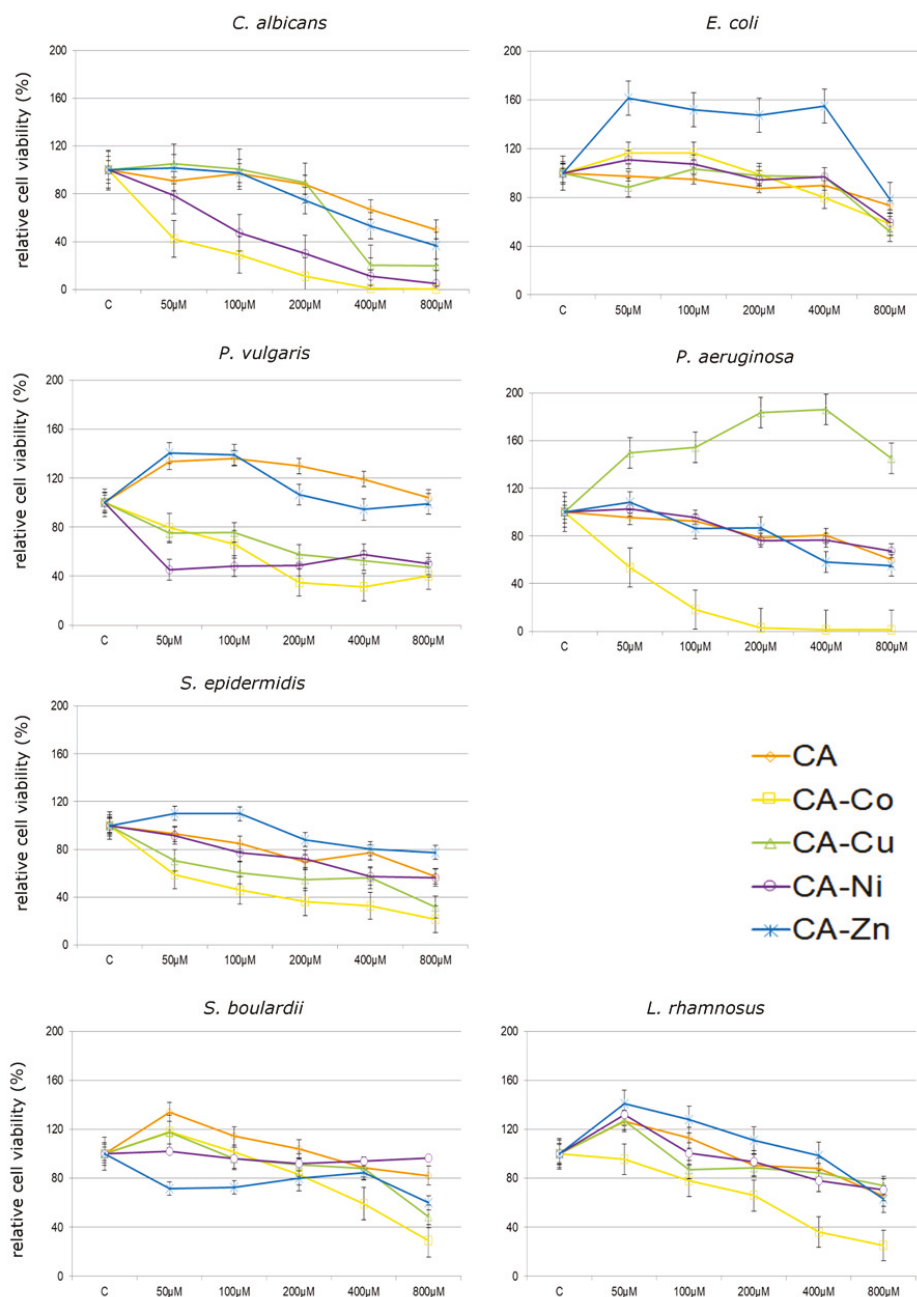 C. albicans
E. coli
relative cell viability (%)
200
160
120
80
40
0
C 50µM 100µM 200µM 400µM 800µM
200
160
120
80
40
0
C 50µM 100µM 200µM 400µM 800µM
P. vulgaris
P. aeruginosa
relative cell viability (%)
200
160
120
80
40
0
C 50µM 100µM 200µM 400µM 800µM
200
160
120
80
40
0
C 50µM 100µM 200µM 400µM 800µM
S. epidermidis
relative cell viability (%)
200
160
120
80
40
0
C 50µM 100µM 200µM 400µM 800µM
CA
CA-Co
CA-Cu
CA-Ni
CA-Zn
S. boulardii
L. rhamnosus
relative cell viability (%)
200
160
120
80
40
0
C 50µM 100µM 200µM 400µM 800µM
200
160
120
80
40
0
C 50µM 100µM 200µM 400µM 800µM